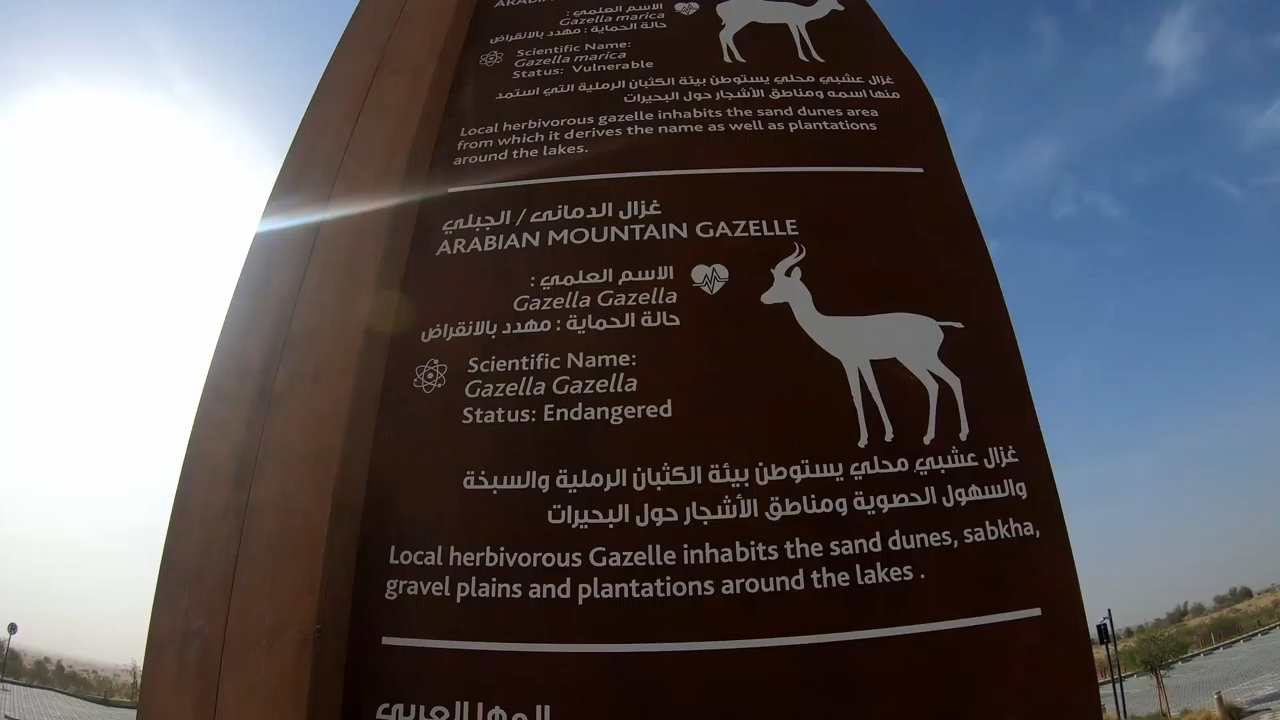 الاسم العلمي :
Gazella marica
حالة الحماية : مهدد بالانقراض
Scientific Name:
Gazella marica
Status: Vulnerable
غزال عشبي محلي يستوطن بيئة الكثبان الرملية التي استمد
منها اسمه ومناطق الأشجار حول البحيرات
Local herbivorous gazelle inhabits the sand dunes area
from which it derives the name as well as plantations
around the lakes.
غزال الدماني / الجبلي
ARABIAN MOUNTAIN GAZELLE
الاسم العلمي :
Gazella Gazella
حالة الحماية : مهدد بالانقراض
Scientific Name:
Gazella Gazella
Status: Endangered
غزال عشبي محلي يستوطن بيئة الكثبان الرملية والسبخة
والسهول الحصوية ومناطق الأشجار حول البحيرات
Local herbivorous Gazelle inhabits the sand dunes, sabkha,
gravel plains and plantations around the lakes .
المها العربي